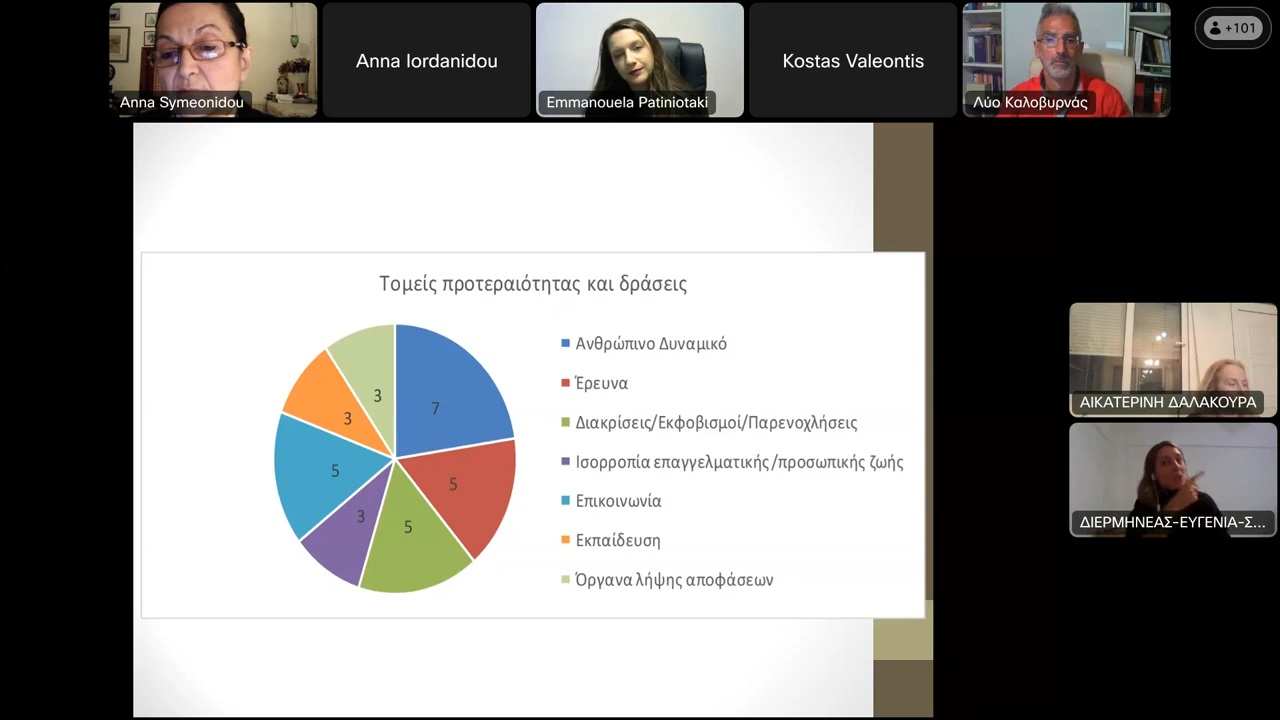 Anna Symeonidou
Anna Iordanidou
Emmanouela Patiniotaki
Kostas Valeontis
Λύο Καλοβυρνάς
+101
Τομείς προτεραιότητας και δράσεις
7
5
5
3
5
3
3
Ανθρώπινο Δυναμικό
Έρευνα
Διακρίσεις/Εκφοβισμοί/Παρενοχλήσεις
Ισορροπία επαγγελματικής/προσωπικής ζωής
Επικοινωνία
Εκπαίδευση
Όργανα λήψης αποφάσεων
ΑΙΚΑΤΕΡΙΝΗ ΔΑΛΑΚΟΥΡΑ
ΔΙΕΡΜΗΝΕΑΣ-ΕΥΓΕΝΙΑ-Σ...